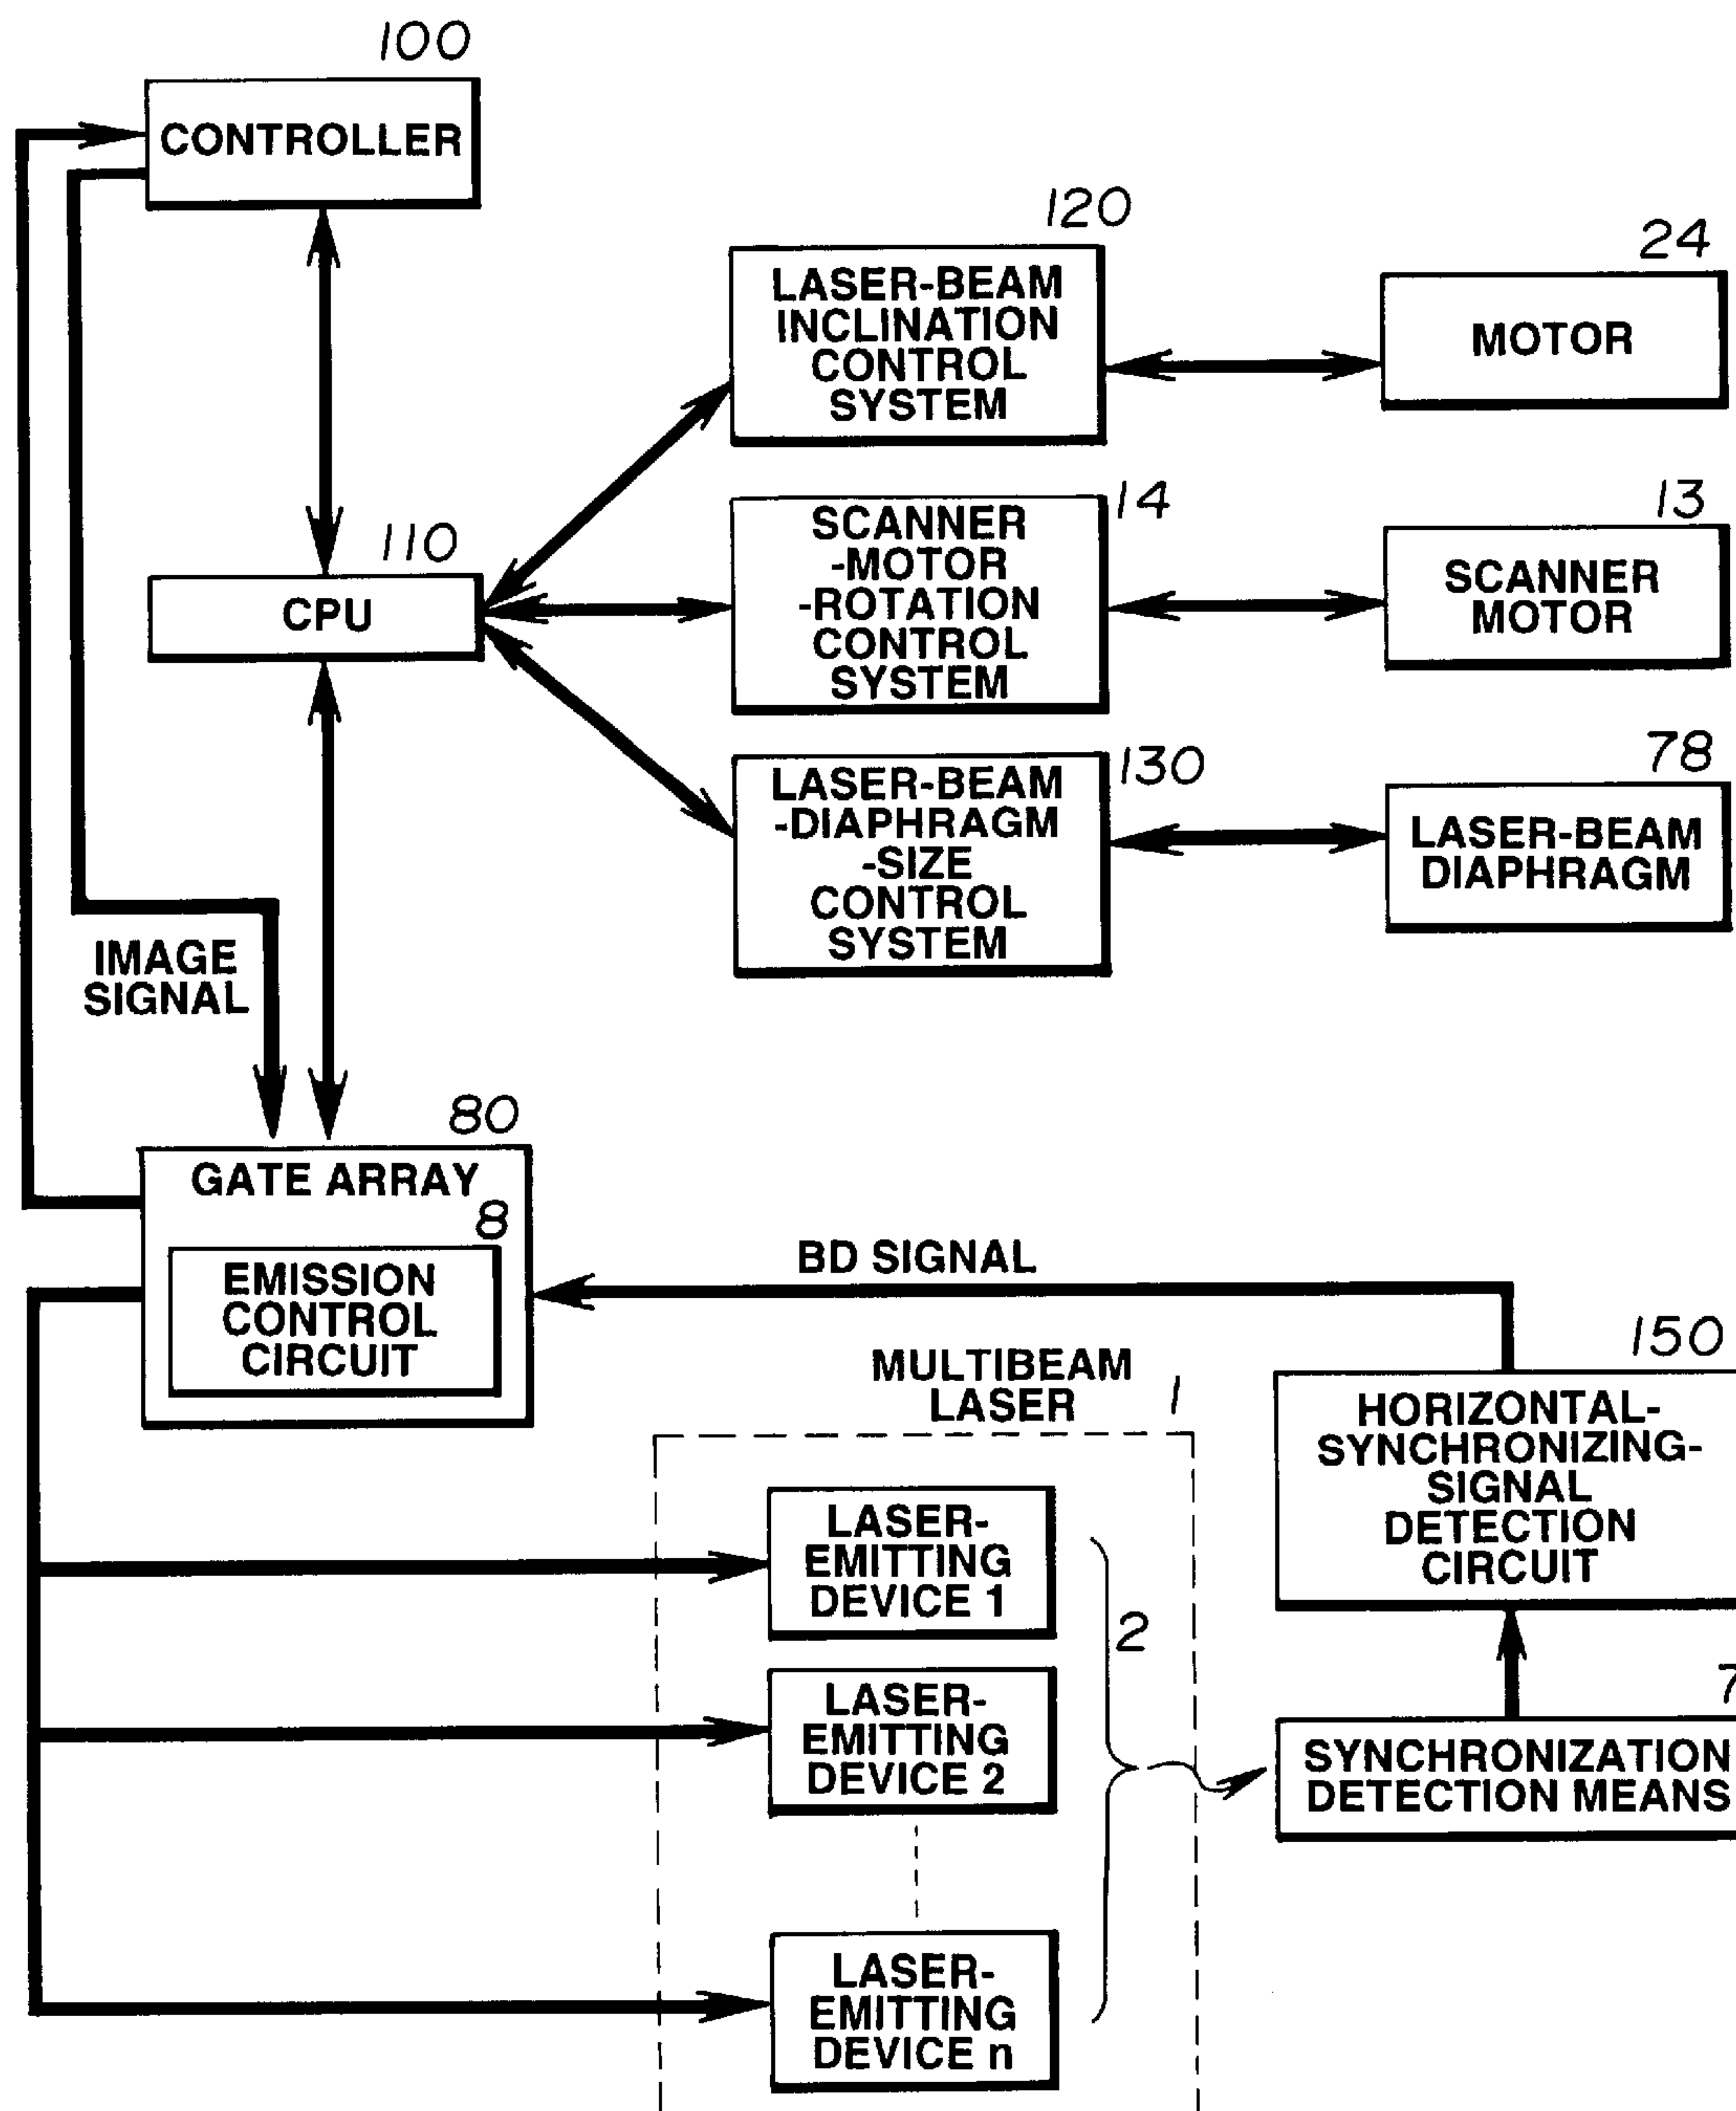 100
CONTROLLER
120
LASER-BEAM
INCLINATION
CONTROL
SYSTEM
24
MOTOR
110
CPU
14
SCANNER
-MOTOR
-ROTATION
CONTROL
SYSTEM
13
SCANNER
MOTOR
130
LASER-BEAM
-DIAPHRAGM
-SIZE
CONTROL
SYSTEM
78
LASER-BEAM
DIAPHRAGM
IMAGE
SIGNAL
80
GATE ARRAY
8
EMISSION
CONTROL
CIRCUIT
BD SIGNAL
150
HORIZONTAL-
SYNCHRONIZING-
SIGNAL
DETECTION
CIRCUIT
MULTIBEAM
LASER
1
LASER-
EMITTING
DEVICE 1
2
LASER-
EMITTING
DEVICE 2
7
SYNCHRONIZATION
DETECTION MEANS
LASER-
EMITTING
DEVICE n